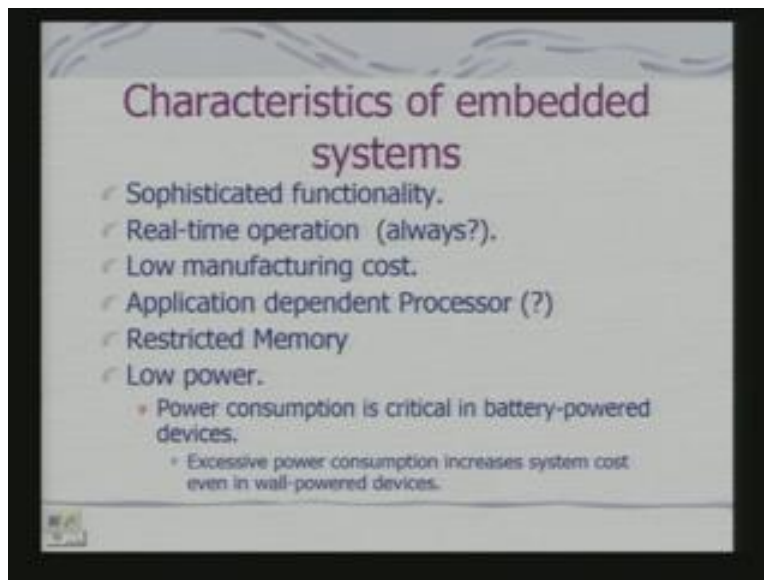 Characteristics of embedded
systems
Sophisticated functionality.
Real-time operation (always?).
Low manufacturing cost.
Application dependent Processor (?)
Restricted Memory
Low power.
Power consumption is critical in battery-powered
devices.
Excessive power consumption increases system cost
even in wall-powered devices.